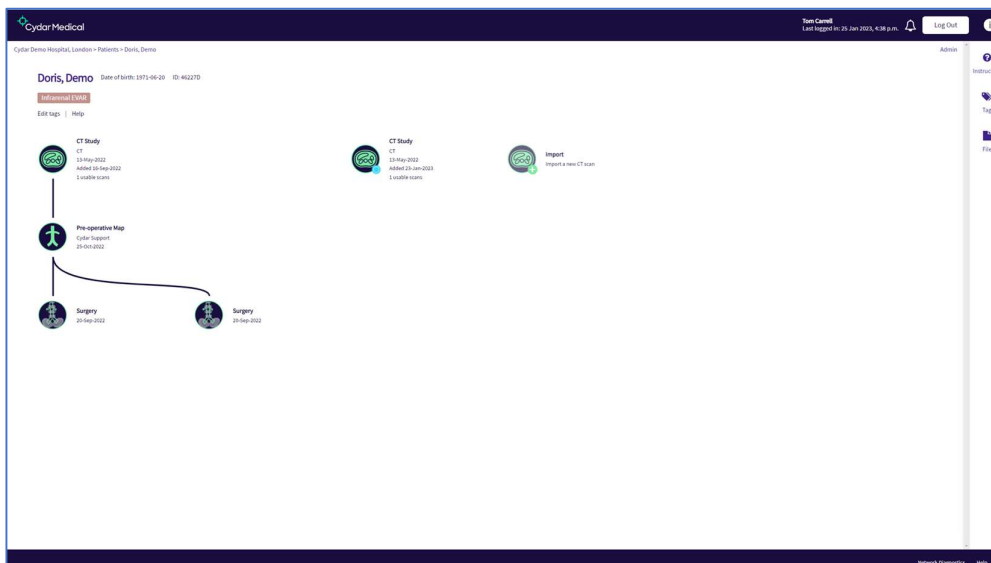 Cydar Medical
Tom Carrell
Last logged in: 25 Jan 2023, 4:38 p.m.
Log Out
Cydar Demo Hospital, London > Patients > Doris, Demo
Admin
Doris, Demo Date of birth: 1971-06-20 ID: 46227D
Infrarenal EVAR
Edit tags | Help
CT Study
CT
13-May-2022
Added 16-Sep-2022
1 usable scans
CT Study
CT
13-May-2022
Added 23-Jan-2023
1 usable scans
Import
Import a new CT scan
Pre-operative Map
Cydar Support
25-Oct-2022
Surgery
20-Sep-2022
Surgery
20-Sep-2022
Instruc
Tag
File
Network Diagnostics Help